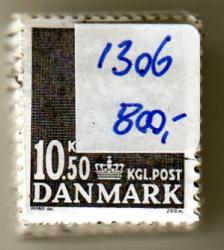 1306
800,-
10.50 K
KGL.POST
DANMARK